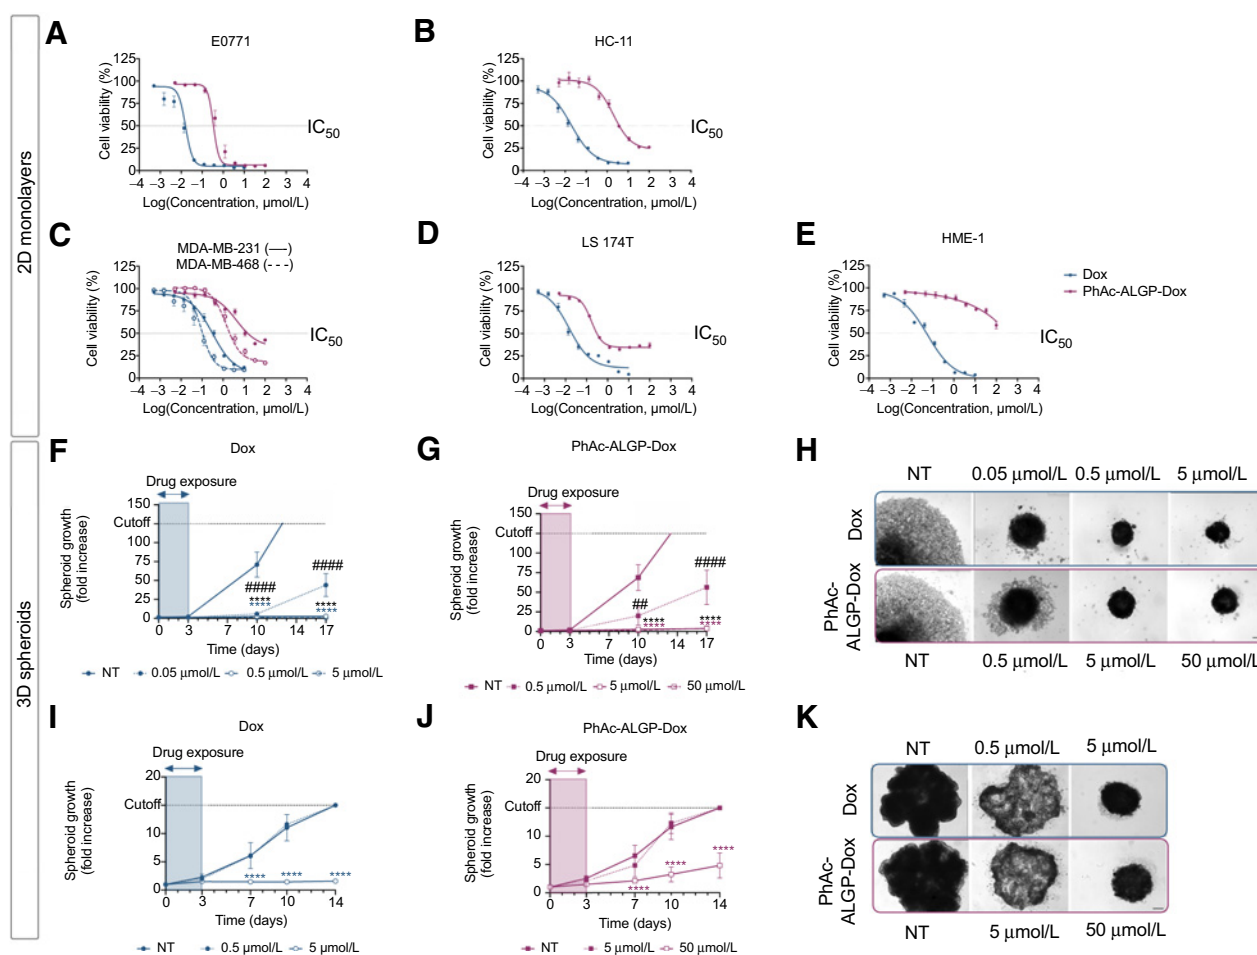 2D monolayers
A
E0771
Cell viability (%)
125
100
75
50
25
0
IC50
−4 −3 −2 −1 0 1 2 3 4
Log(Concentration, µmol/L)
B
HC-11
Cell viability (%)
125
100
75
50
25
0
IC50
−4 −3 −2 −1 0 1 2 3 4
Log(Concentration, µmol/L)
C
MDA-MB-231 (—)
MDA-MB-468 (- - -)
Cell viability (%)
125
100
75
50
25
0
IC50
−4 −3 −2 −1 0 1 2 3 4
Log(Concentration, µmol/L)
D
LS 174T
Cell viability (%)
125
100
75
50
25
0
IC50
−4 −3 −2 −1 0 1 2 3 4
Log(Concentration, µmol/L)
E
HME-1
Cell viability (%)
125
100
75
50
25
0
IC50
−4 −3 −2 −1 0 1 2 3 4
Log(Concentration, µmol/L)
Dox
PhAc-ALGP-Dox
3D spheroids
F
Dox
Drug exposure
Spheroid growth
(fold increase)
150
Cutoff
100
75
50
25
0
####
****
****
####
****
****
0 3 7 10 14 17
Time (days)
NT 0.05 µmol/L 0.5 µmol/L 5 µmol/L
G
PhAc-ALGP-Dox
Drug exposure
Spheroid growth
(fold increase)
150
Cutoff
100
75
50
25
0
##
****
****
####
****
****
0 3 7 10 14 17
Time (days)
NT 0.5 µmol/L 5 µmol/L 50 µmol/L
H
NT 0.05 µmol/L 0.5 µmol/L 5 µmol/L
Dox
PhAc-
ALGP-Dox
NT 0.5 µmol/L 5 µmol/L 50 µmol/L
I
Dox
Drug exposure
Spheroid growth
(fold increase)
20
Cutoff
10
5
0
**** **** ****
0 3 7 10 14
Time (days)
NT 0.5 µmol/L 5 µmol/L
J
PhAc-ALGP-Dox
Drug exposure
Spheroid growth
(fold increase)
20
Cutoff
10
5
0
**** **** ****
0 3 7 10 14
Time (days)
NT 5 µmol/L 50 µmol/L
K
NT 0.5 µmol/L 5 µmol/L
Dox
PhAc-
ALGP-Dox
NT 5 µmol/L 50 µmol/L